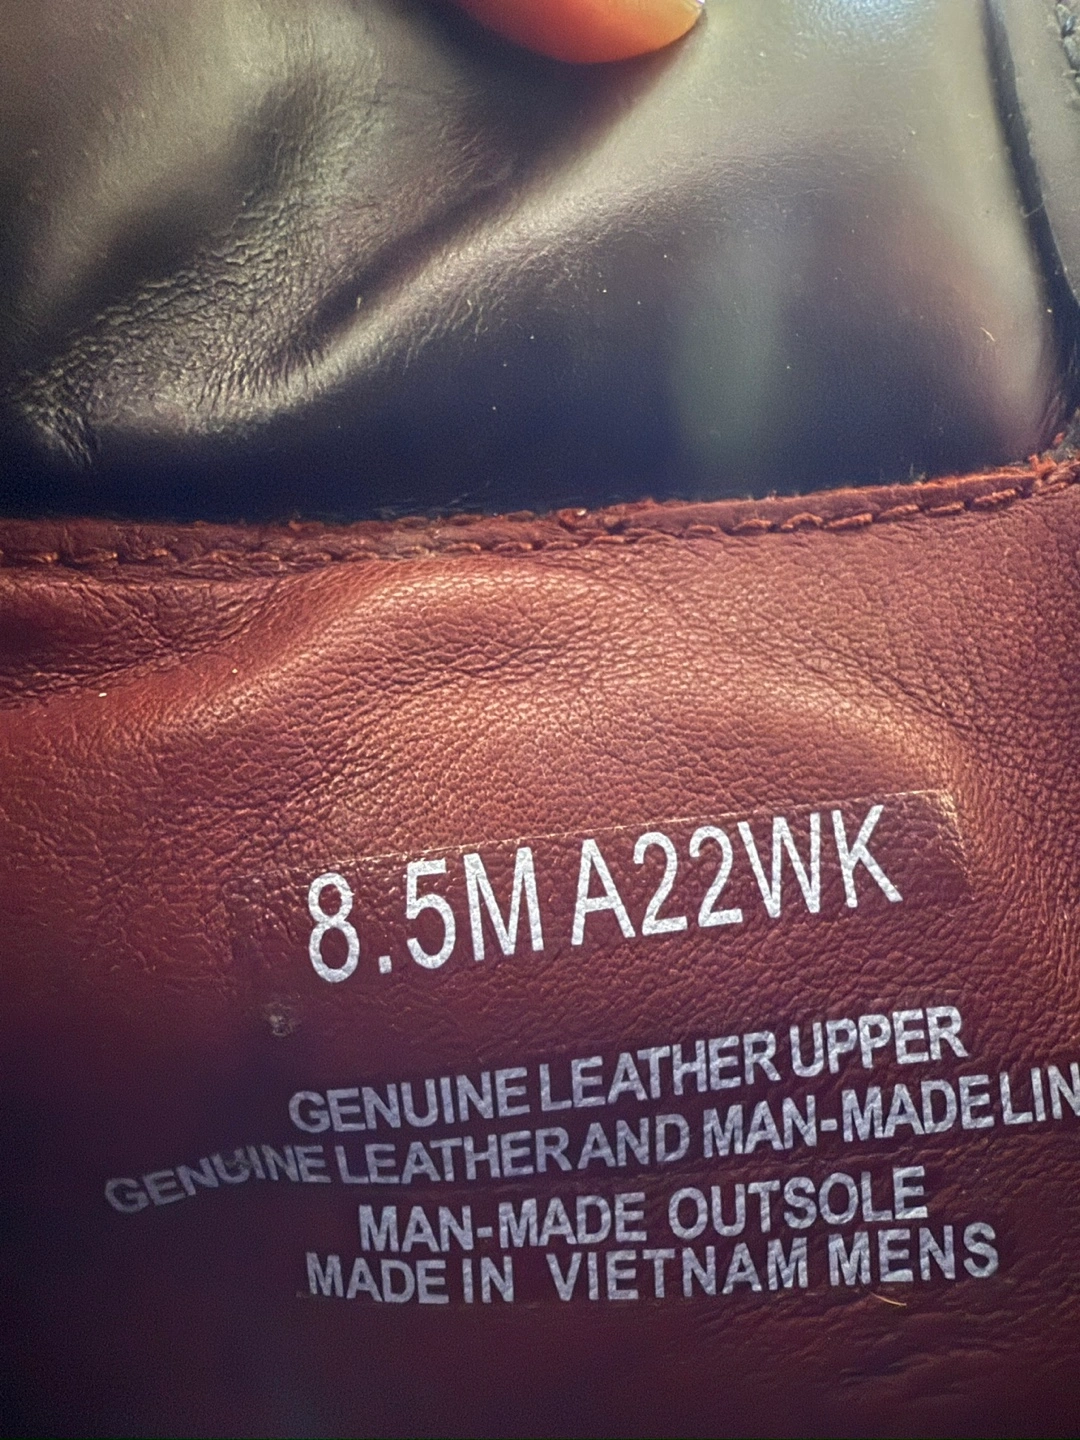 8.5M A22WK
GENUINE LEATHER UPPER
GENUINE LEATHER AND MAN-MADE LIN
MAN-MADE OUTSOLE
MADE IN VIETNAM MENS